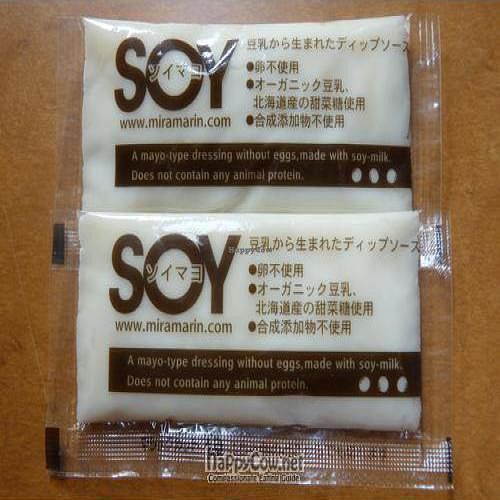 SOY
ソイマヨ
www.miramarin.com
豆乳から生まれたディップソース
●卵不使用
●オーガニック豆乳、
北海道産の甜菜糖使用
●合成添加物不使用
A mayo-type dressing without eggs,made with soy-milk.
Does not contain any animal protein.
SOY
ソイマヨ
www.miramarin.com
豆乳から生まれたディップソース
●卵不使用
●オーガニック豆乳、
北海道産の甜菜糖使用
●合成添加物不使用
A mayo-type dressing without eggs,made with soy-milk.
Does not contain any animal protein.
HappyCow
HappyCow.net
Compassionate Eating Guide